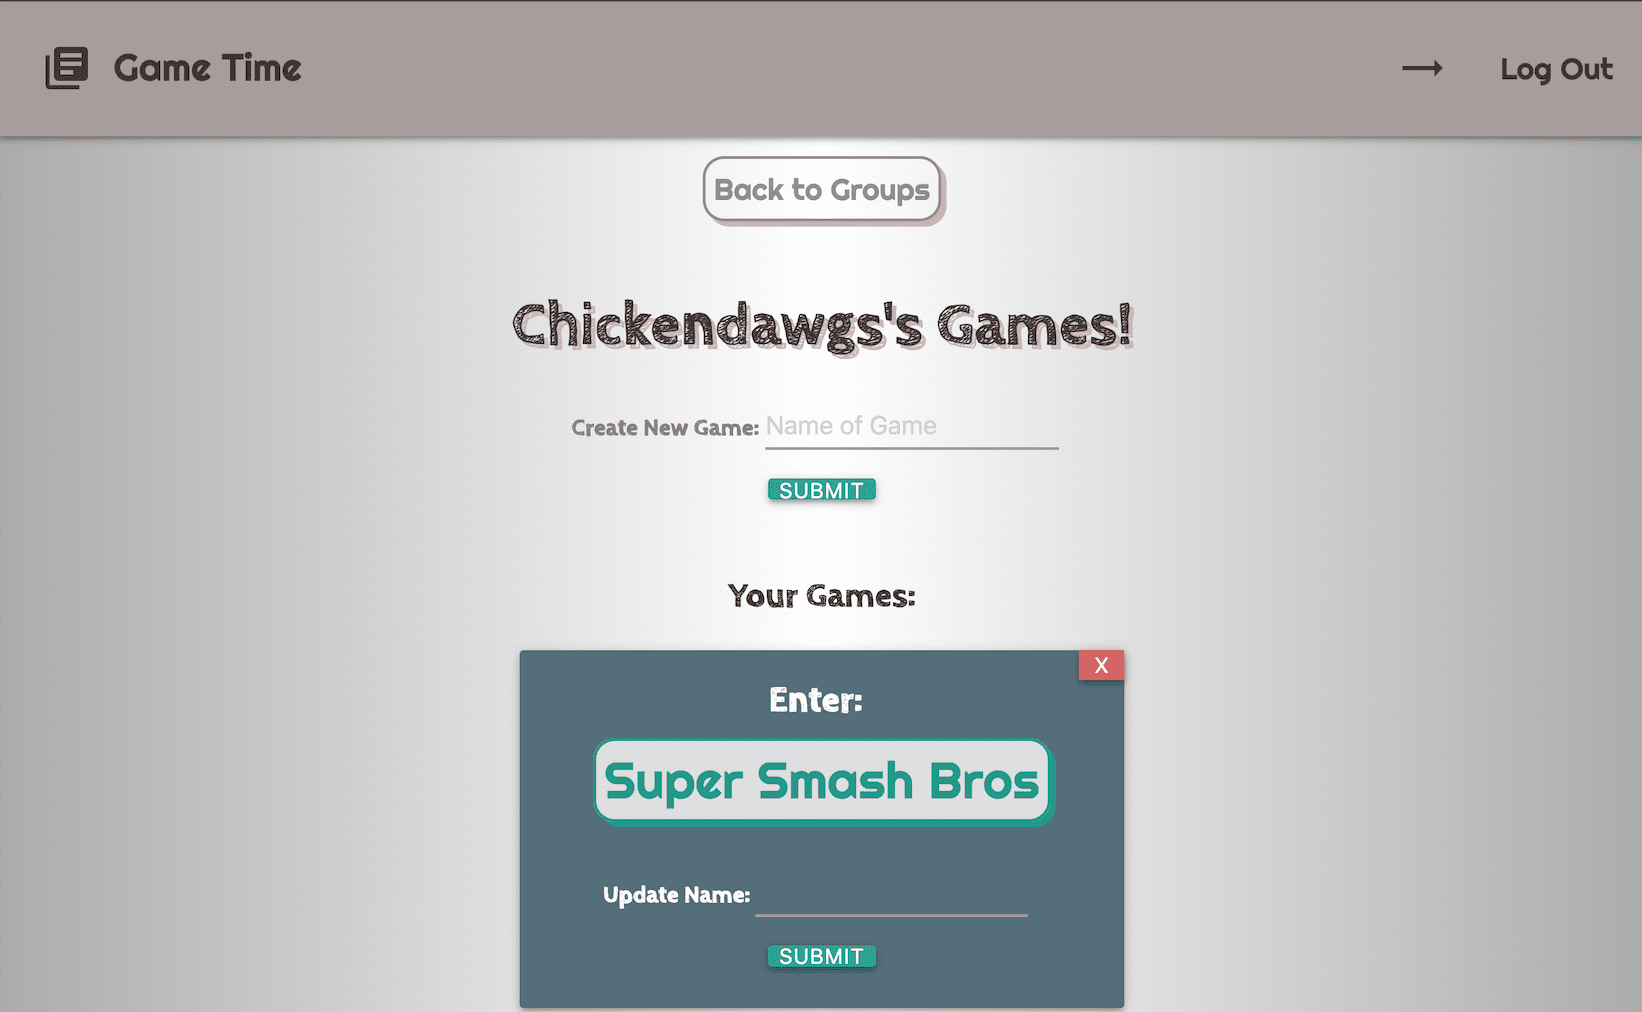 Game Time
Log Out
Back to Groups
Chickendawgs's Games!
Create New Game: Name of Game
SUBMIT
Your Games:
X
Enter:
Super Smash Bros
Update Name:
SUBMIT